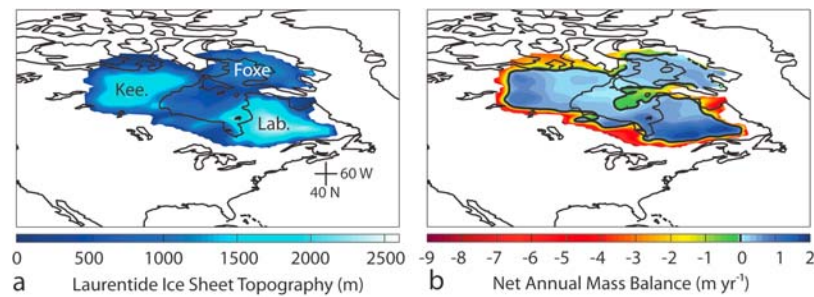 Foxe
Kee.
Lab.
60 W
40 N
0 500 1000 1500 2000 2500
-9 -8 -7 -6 -5 -4 -3 -2 -1 0 1 2
a Laurentide Ice Sheet Topography (m)
b Net Annual Mass Balance (m yr⁻¹)